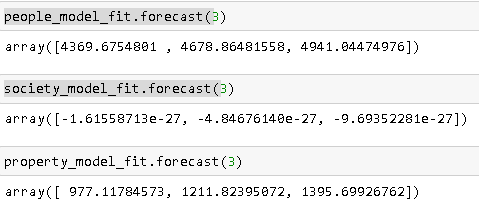 people_model_fit.forecast(3)
array([4369.6754801 , 4678.86481558, 4941.04474976])
society_model_fit.forecast(3)
array([-1.61558713e-27, -4.84676140e-27, -9.69352281e-27])
property_model_fit.forecast(3)
array([ 977.11784573, 1211.82395072, 1395.69926762])